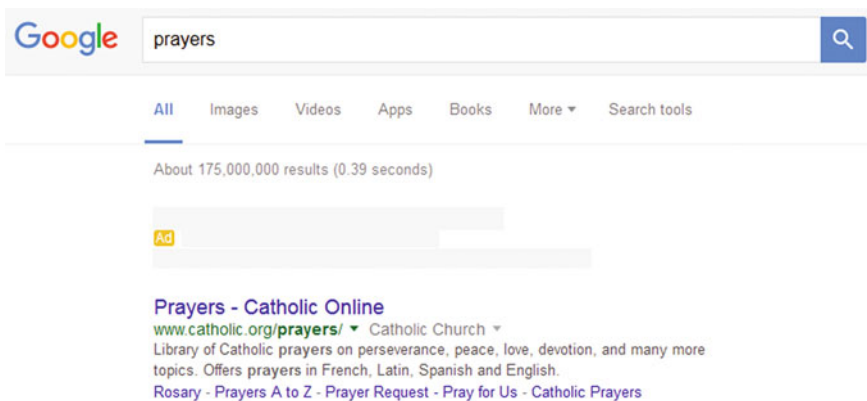 Google prayers
All Images Videos Apps Books More Search tools
About 175,000,000 results (0.39 seconds)
Ad
Prayers - Catholic Online
www.catholic.org/prayers/ Catholic Church
Library of Catholic prayers on perseverance, peace, love, devotion, and many more
topics. Offers prayers in French, Latin, Spanish and English.
Rosary - Prayers A to Z - Prayer Request - Pray for Us - Catholic Prayers